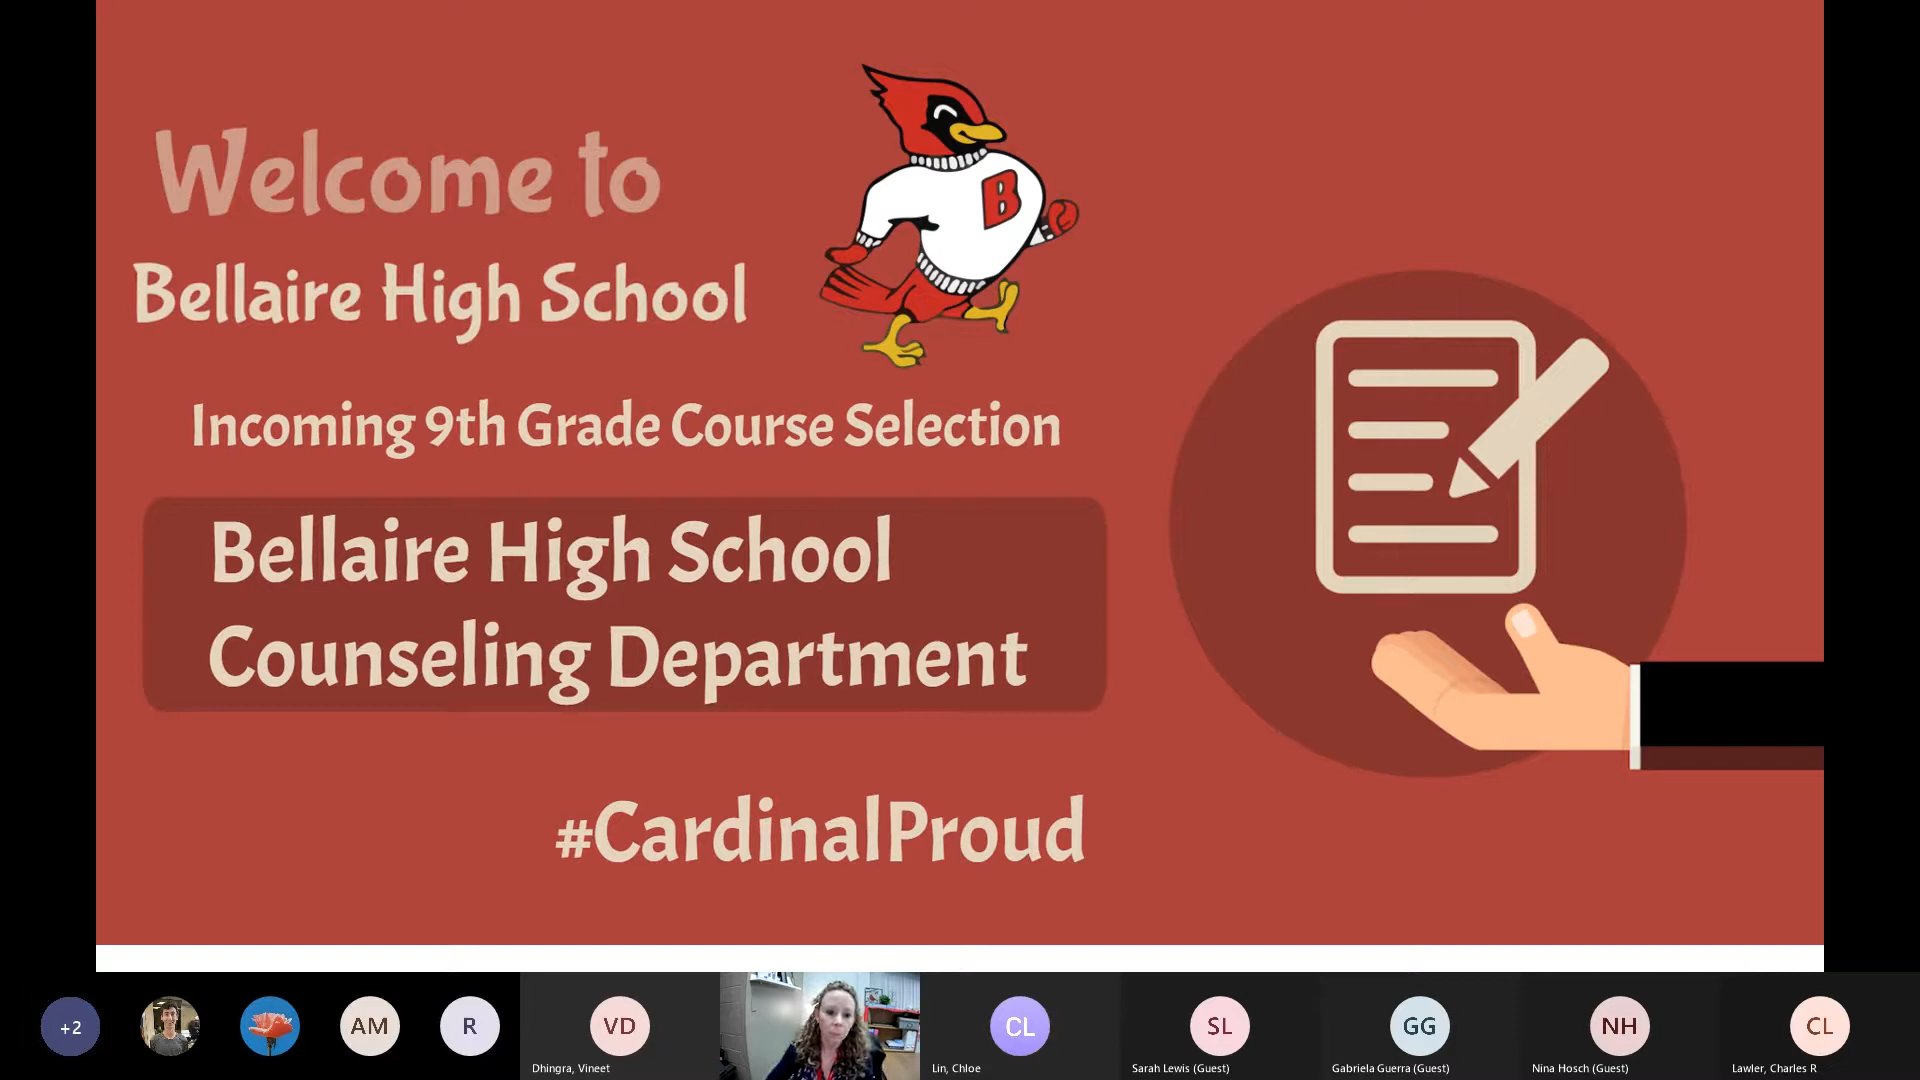 Welcome to
Bellaire High School
B
Incoming 9th Grade Course Selection
Bellaire High School
Counseling Department
#CardinalProud
+2
AM
R
VD
CL
SL
GG
NH
CL
Dhingra, Vineet
Lin, Chloe
Sarah Lewis (Guest)
Gabriela Guerra (Guest)
Nina Hosch (Guest)
Lawler, Charles R